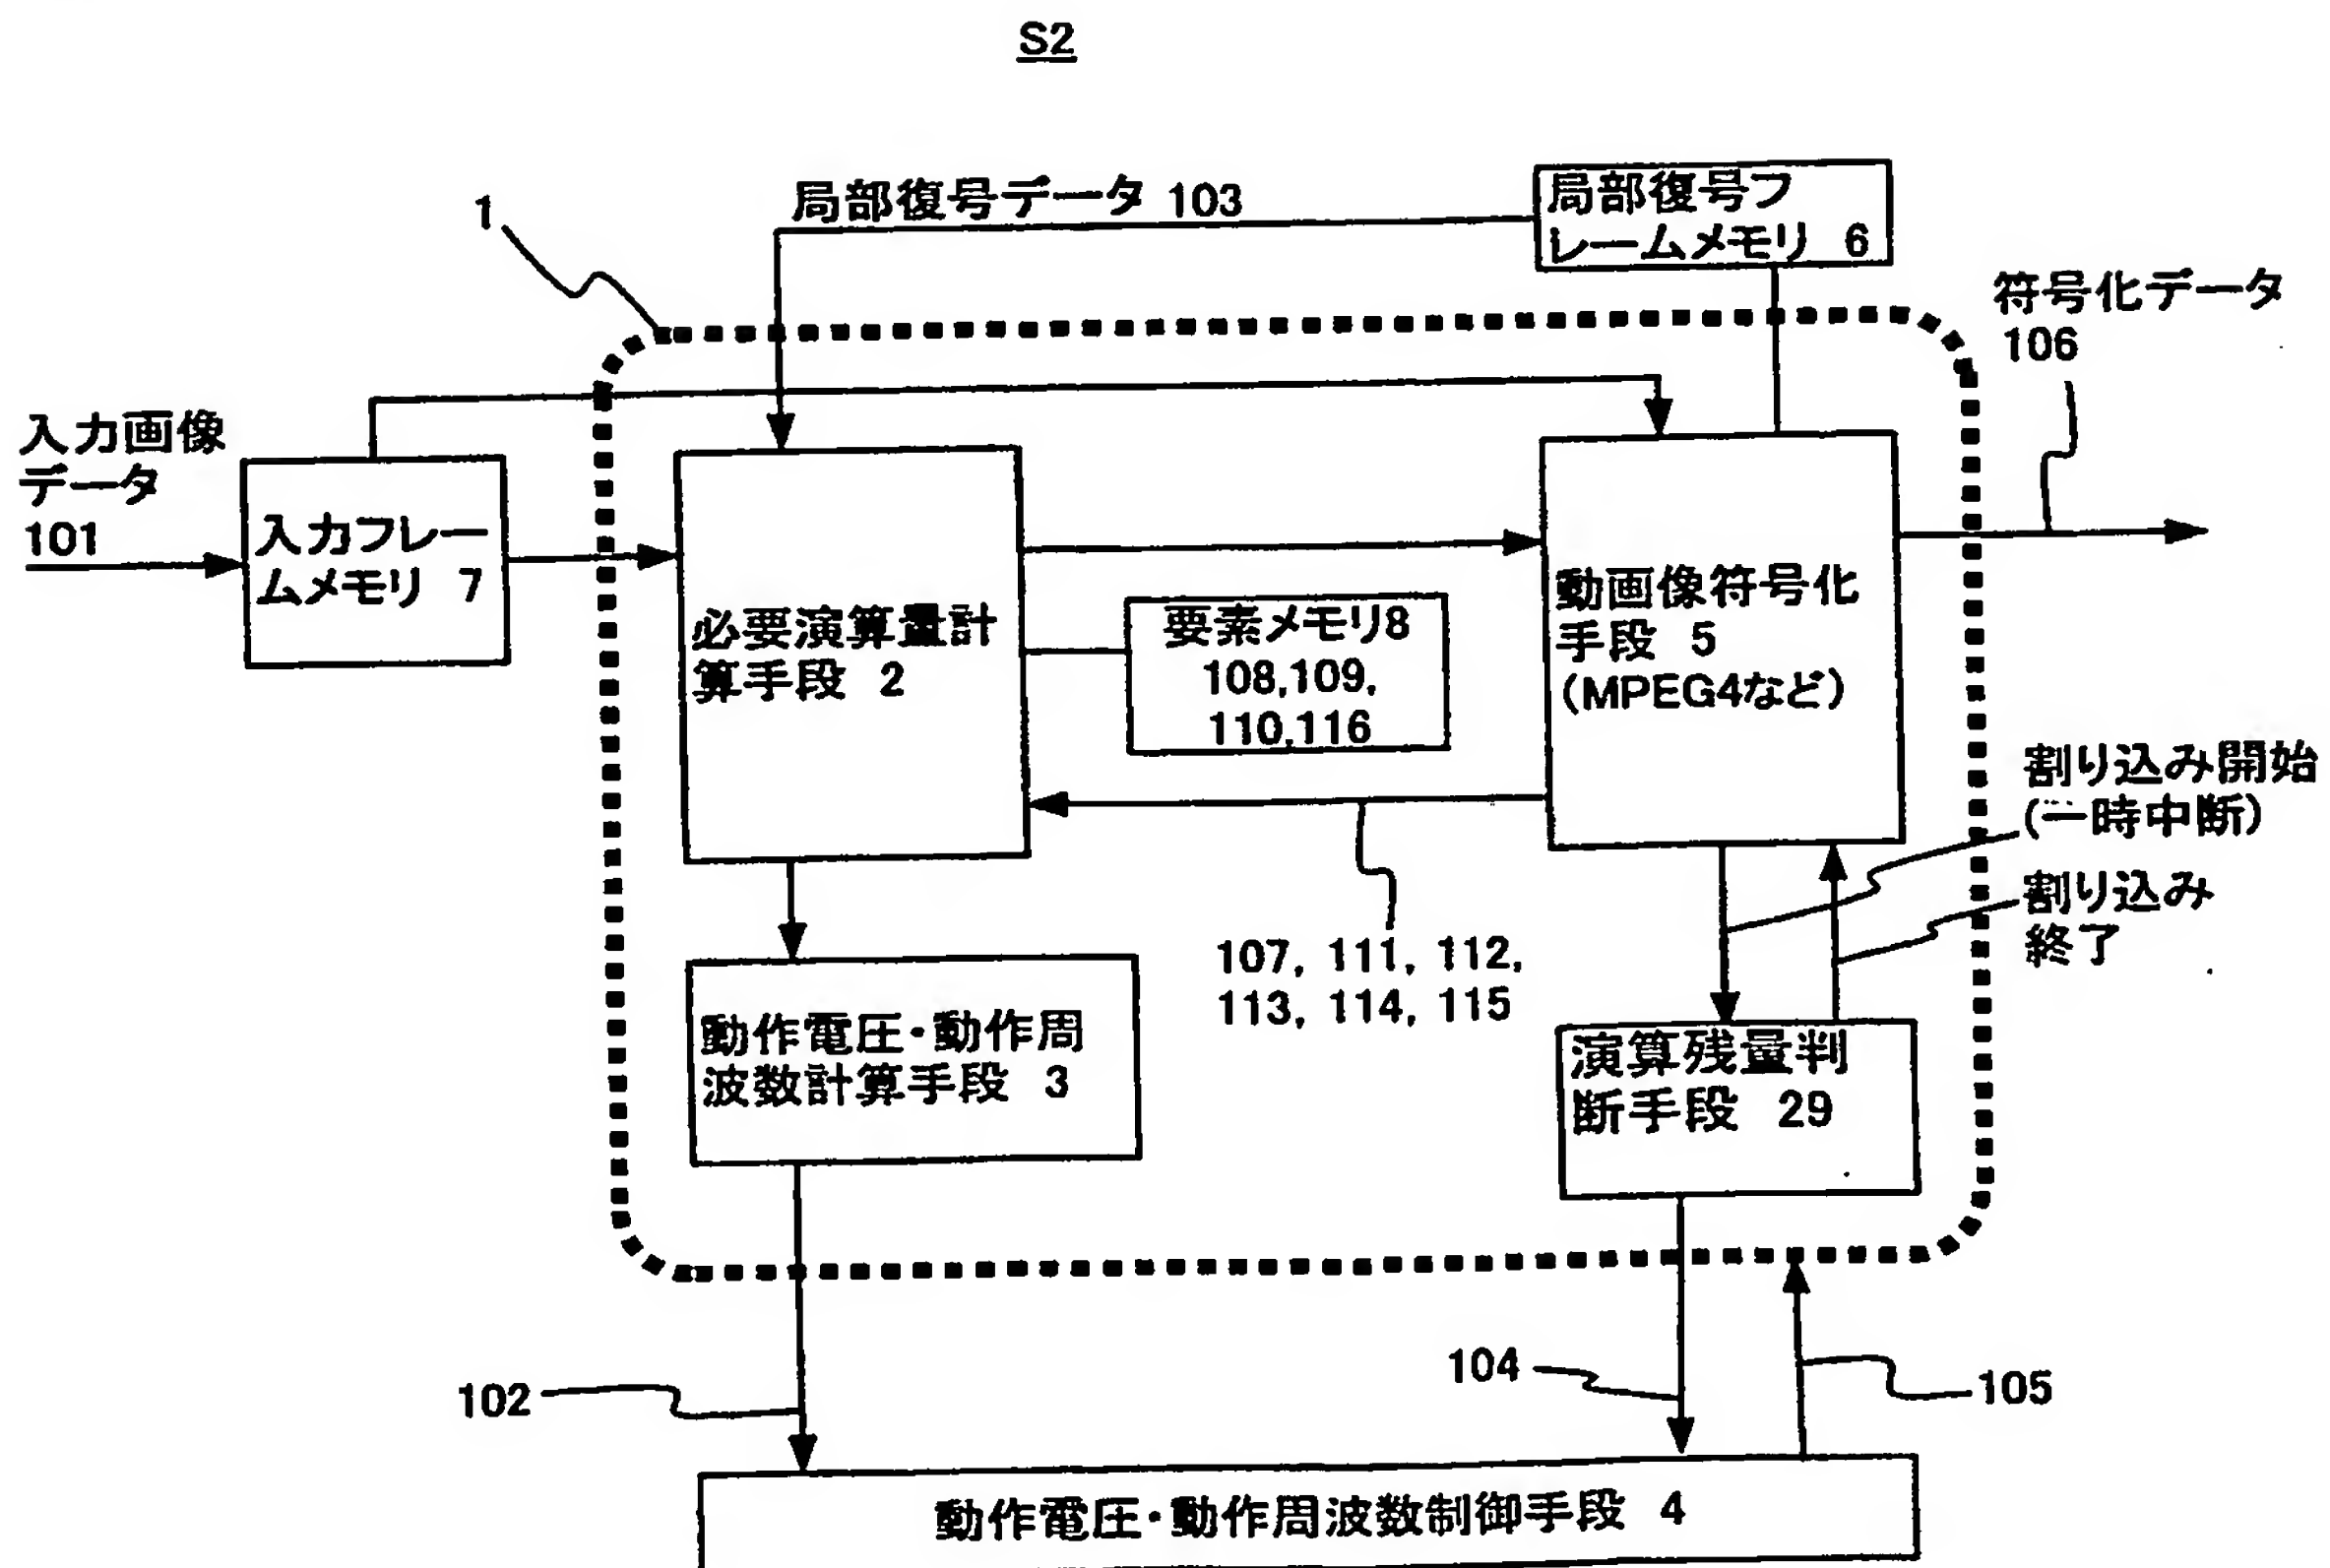 S2
局部復号データ 103
局部復号フ
レームメモリ 6
1
符号化データ
106
入力画像
データ
101
入力フレー
ムメモリ 7
必要演算量計
算手段 2
要素メモリ8
108,109,
110,116
動画像符号化
手段 5
(MPEG4など)
割り込み開始
(一時中断)
割り込み
終了
107, 111, 112,
113, 114, 115
動作電圧・動作周
波数計算手段 3
演算残量判
断手段 29
102
104
105
動作電圧・動作周波数制御手段 4